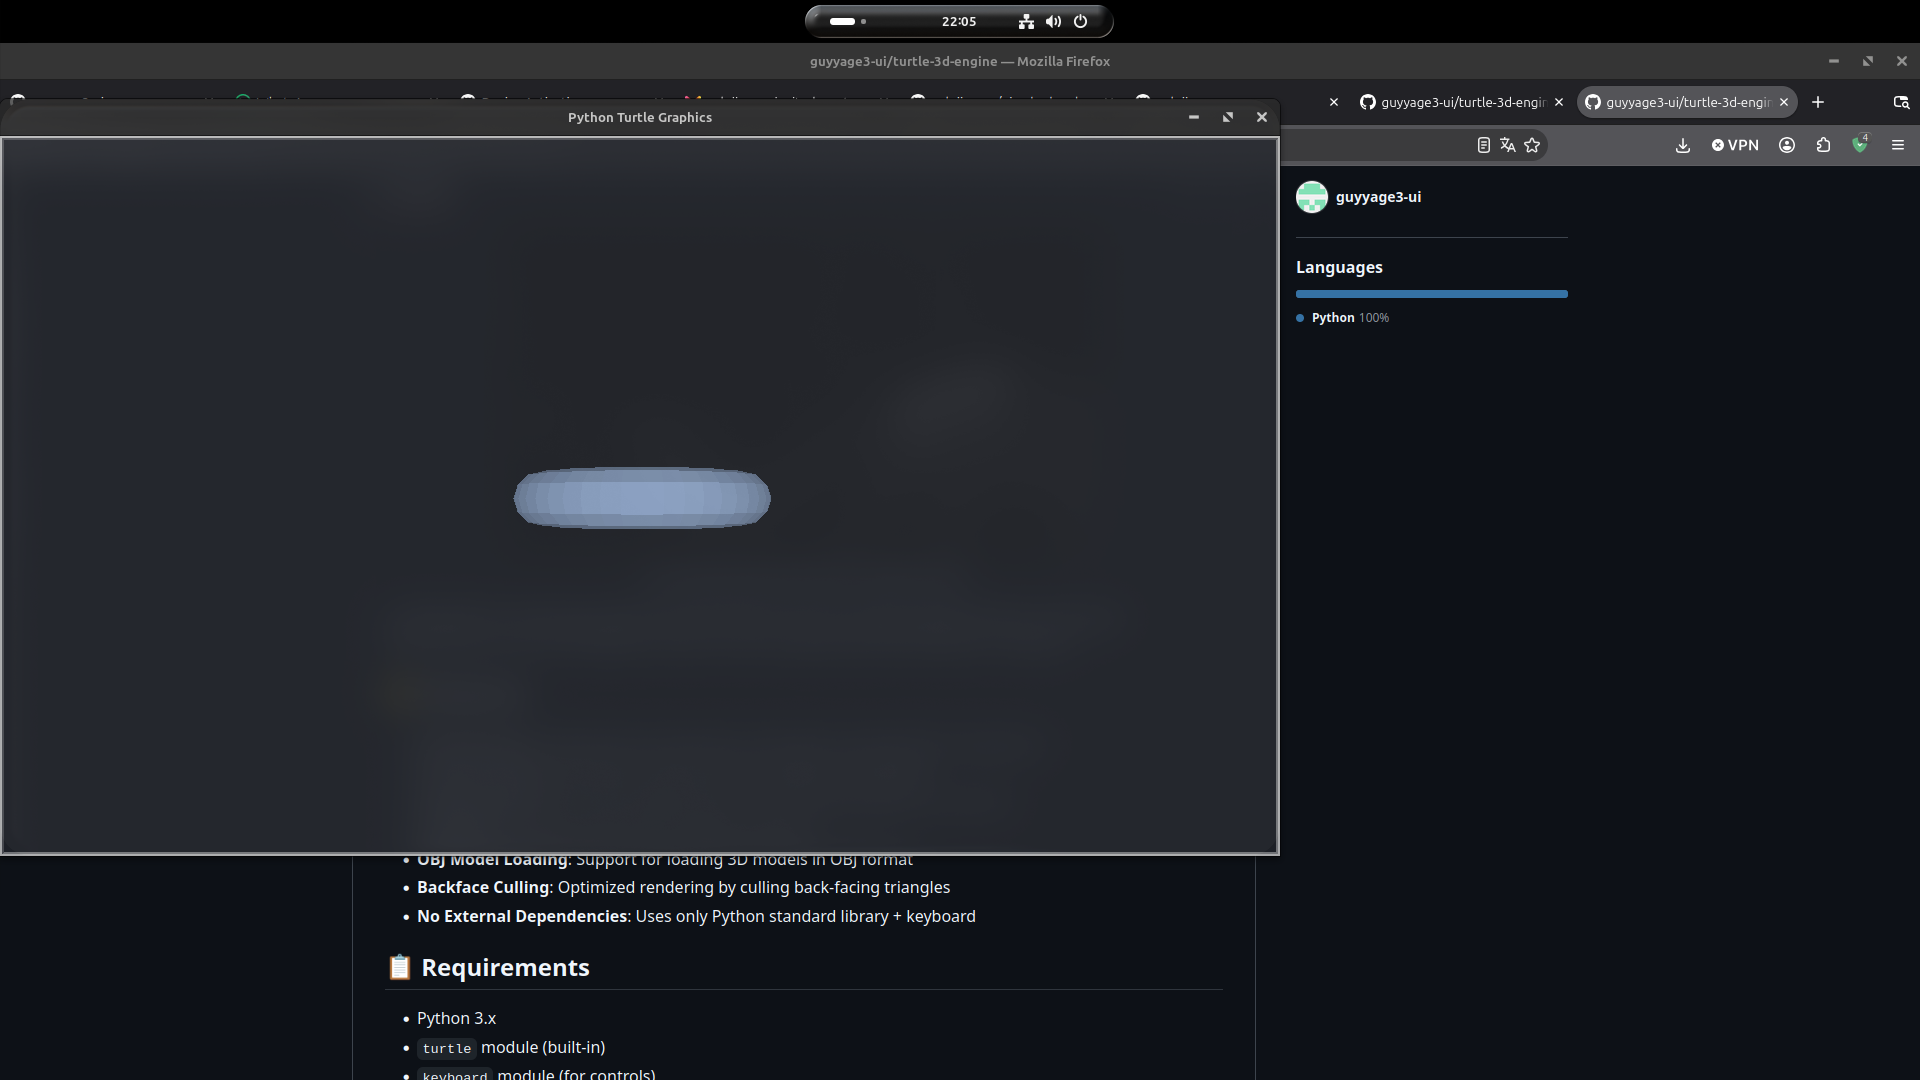 22:05
guyyage3-ui/turtle-3d-engine — Mozilla Firefox
guyyage3-ui/turtle-3d-engin
guyyage3-ui/turtle-3d-engin
Python Turtle Graphics
VPN
4
guyyage3-ui
Languages
Python 100%
OBJ Model Loading: Support for loading 3D models in OBJ format
Backface Culling: Optimized rendering by culling back-facing triangles
No External Dependencies: Uses only Python standard library + keyboard
📋 Requirements
Python 3.x
turtle module (built-in)
keyboard module (for controls)